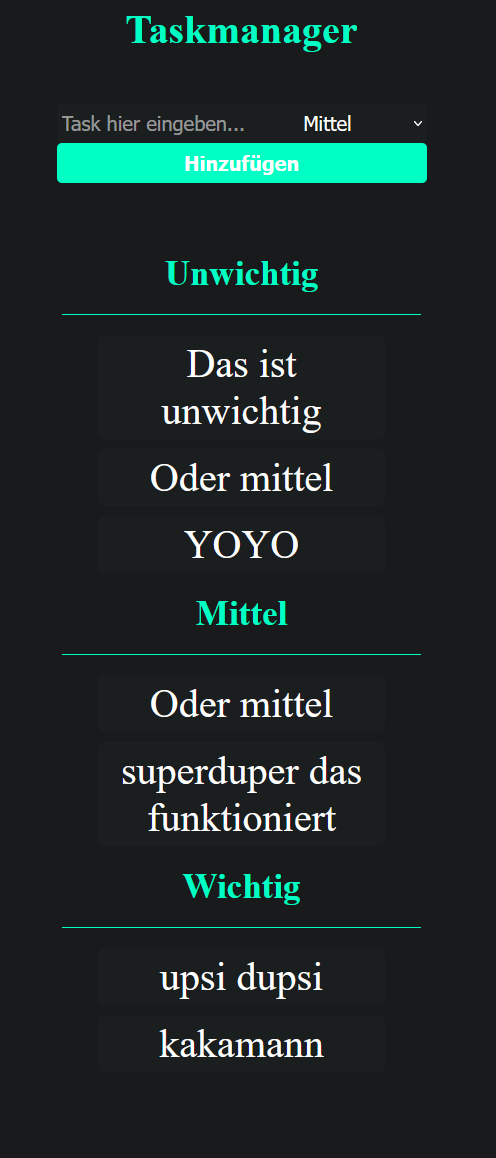 Taskmanager
Task hier eingeben... Mittel
Hinzufügen
Unwichtig
Das ist
unwichtig
Oder mittel
YOYO
Mittel
Oder mittel
superduper das
funktioniert
Wichtig
upsi dupsi
kakamann